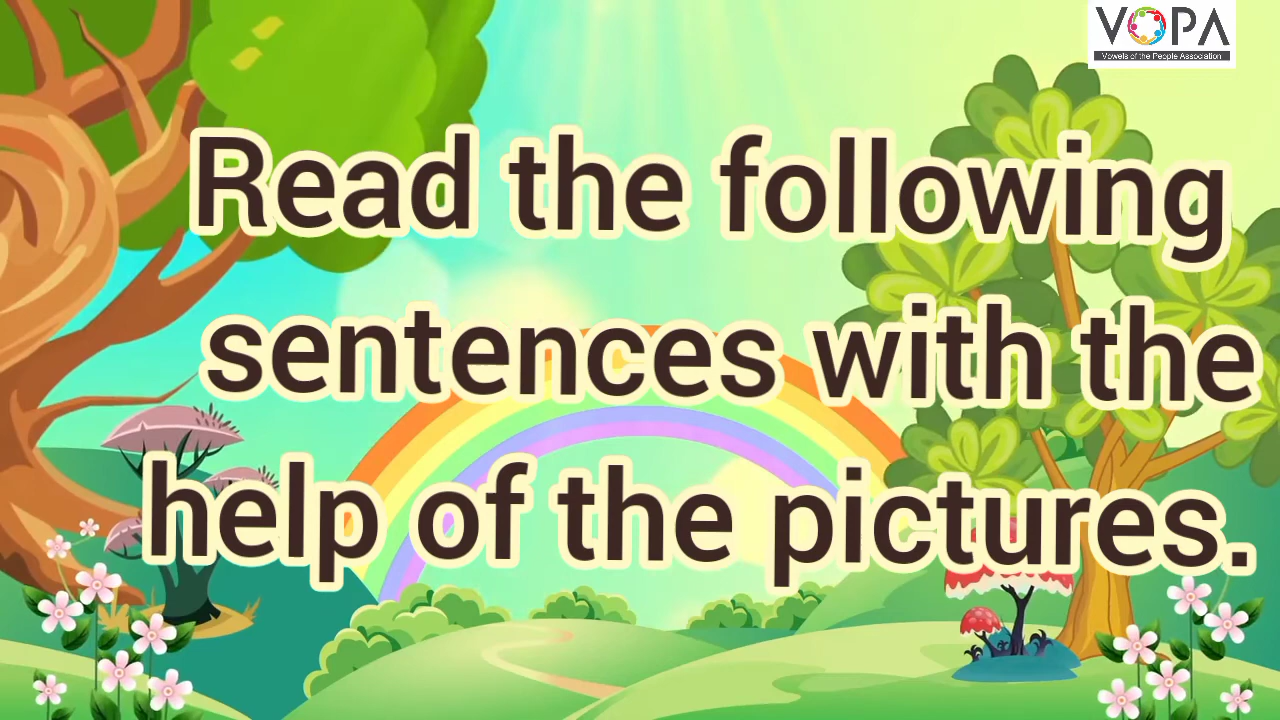 VOPA
Vowels of the People Association
Read the following
sentences with the
help of the pictures.